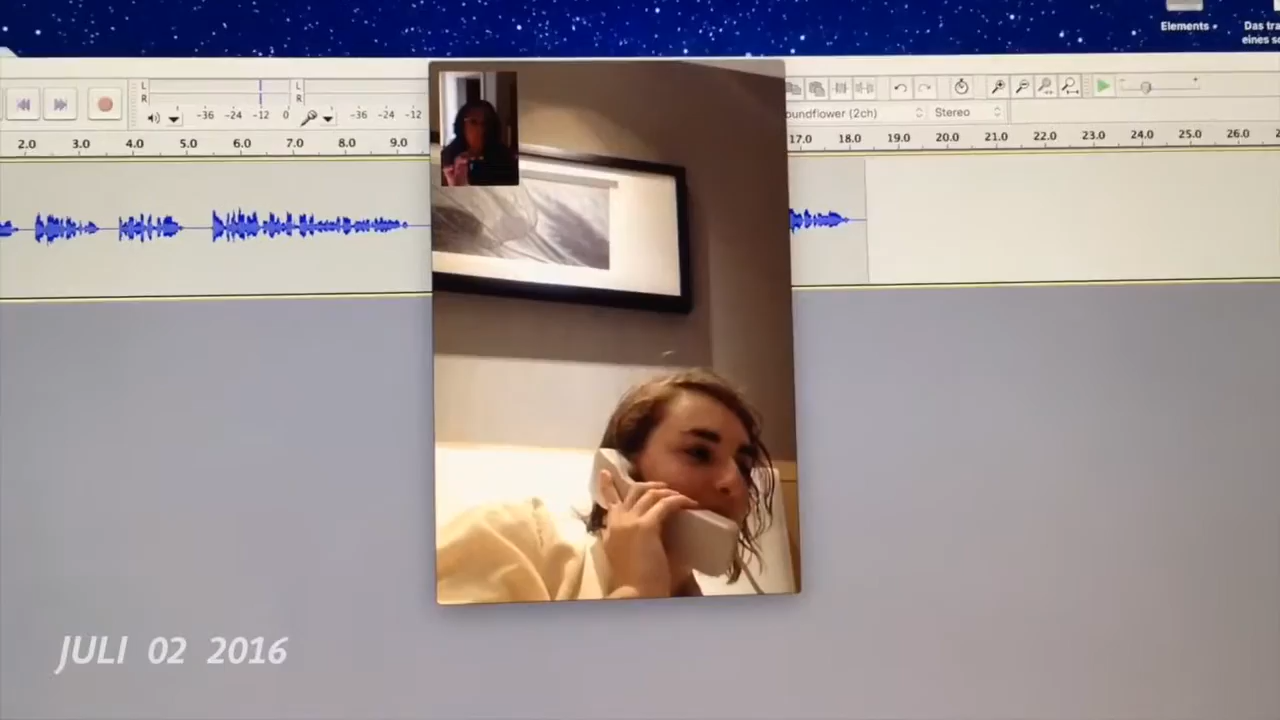 Elements
Das tra
eines so
L
R
-36 -24 -12 0
L
R
-36 -24 -12
oundflower (2ch)
Stereo
2.0 3.0 4.0 5.0 6.0 7.0 8.0 9.0
17.0 18.0 19.0 20.0 21.0 22.0 23.0 24.0 25.0 26.0
JULI 02 2016